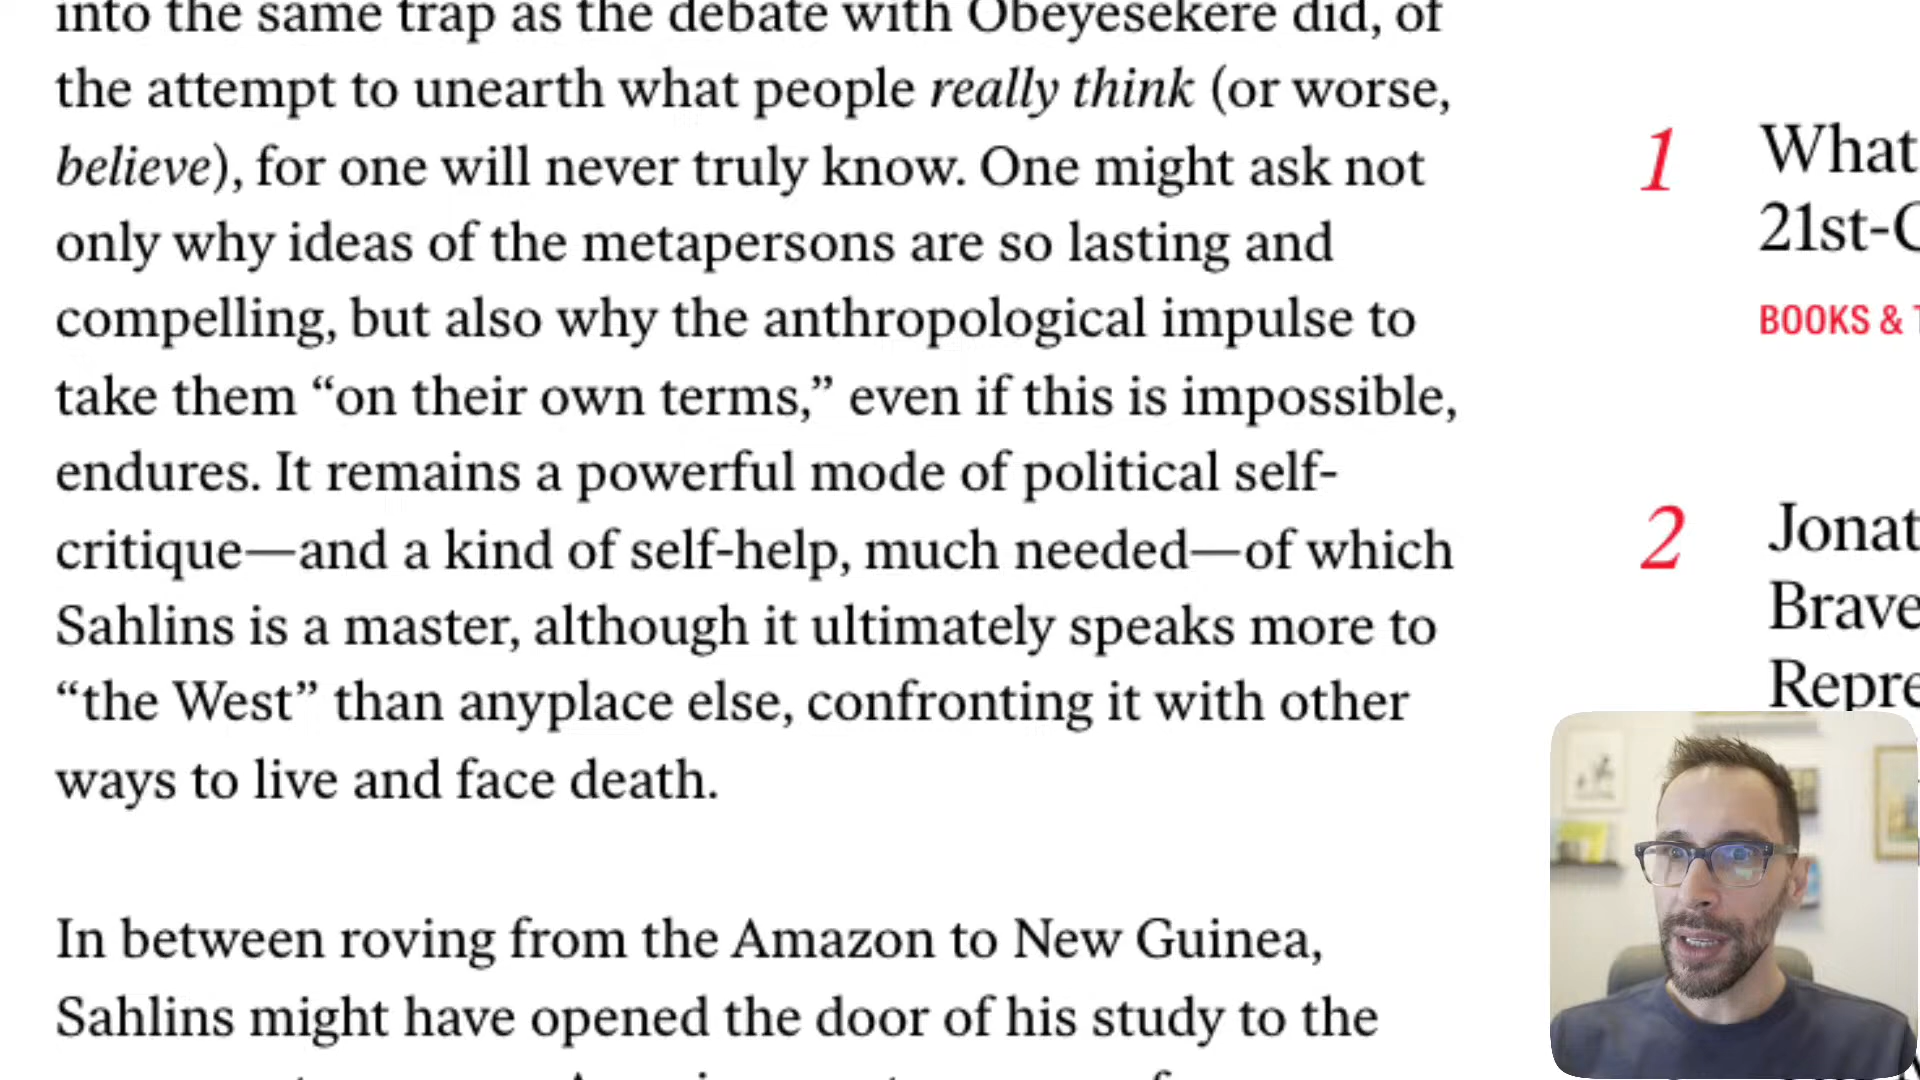 into the same trap as the debate with Obeyesekere did, of
the attempt to unearth what people really think (or worse,
believe), for one will never truly know. One might ask not
only why ideas of the metapersons are so lasting and
compelling, but also why the anthropological impulse to
take them “on their own terms,” even if this is impossible,
endures. It remains a powerful mode of political self-
critique—and a kind of self-help, much needed—of which
Sahlins is a master, although it ultimately speaks more to
“the West” than anyplace else, confronting it with other
ways to live and face death.
In between roving from the Amazon to New Guinea,
Sahlins might have opened the door of his study to the
1
What
21st-C
BOOKS &
2
Jonat
Brave
Repre